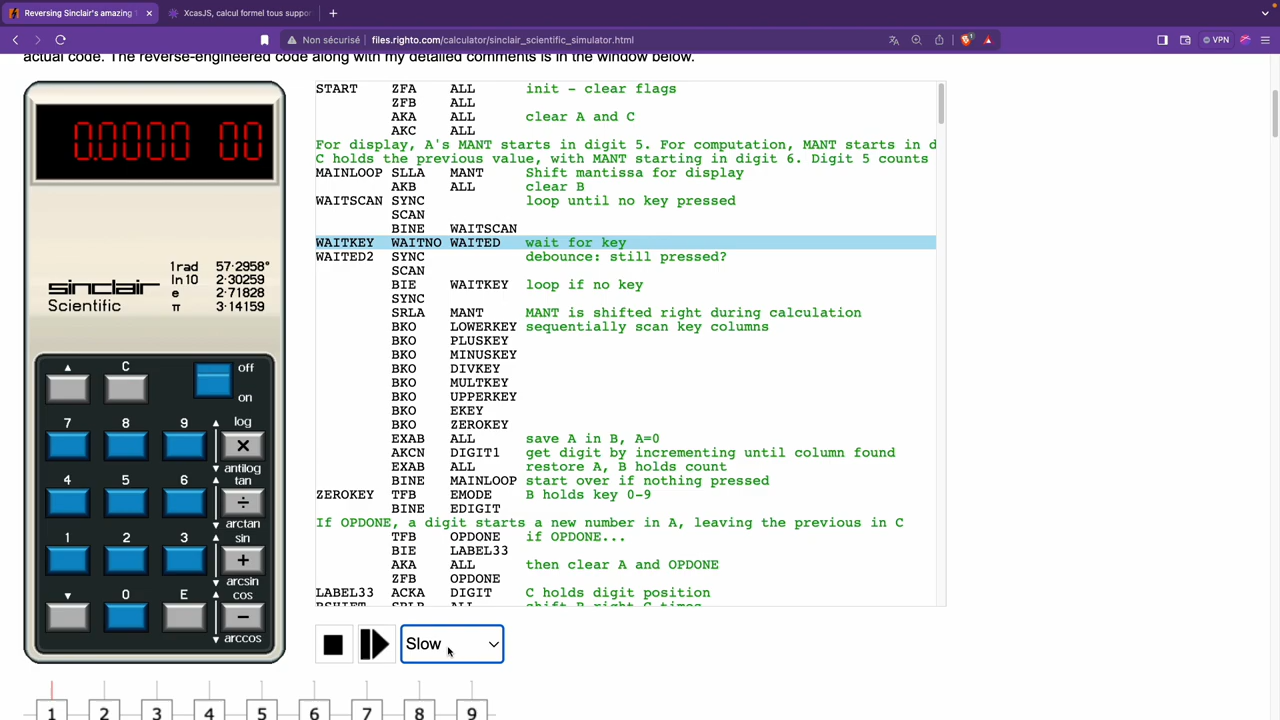 Reversing Sinclair's amazing
XcasJS, calcul formel tous suppor
Non sécurisé
files.righto.com/calculator/sinclair_scientific_simulator.html
VPN
actual code. The reverse-engineered code along with my detailed comments is in the window below.
0.0000 00
1 rad 57·2958°
ln 10 2·30259
e 2·71828
π 3·14159
sinclair
Scientific
▲ C off
on
7 8 9 log
×
antilog
4 5 6 tan
÷
arctan
1 2 3 sin
+
arcsin
▼ 0 E cos
−
arccos
START ZFA ALL init - clear flags
ZFB ALL
AKA ALL clear A and C
AKC ALL
For display, A's MANT starts in digit 5. For computation, MANT starts in d
C holds the previous value, with MANT starting in digit 6. Digit 5 counts
MAINLOOP SLLA MANT Shift mantissa for display
AKB ALL clear B
WAITSCAN SYNC loop until no key pressed
SCAN
BINE WAITSCAN
WAITKEY WAITNO WAITED wait for key
WAITED2 SYNC debounce: still pressed?
SCAN
BIE WAITKEY loop if no key
SYNC
SRLA MANT MANT is shifted right during calculation
BKO LOWERKEY sequentially scan key columns
BKO PLUSKEY
BKO MINUSKEY
BKO DIVKEY
BKO MULTKEY
BKO UPPERKEY
BKO EKEY
BKO ZEROKEY
EXAB ALL save A in B, A=0
AKCN DIGIT1 get digit by incrementing until column found
EXAB ALL restore A, B holds count
BINE MAINLOOP start over if nothing pressed
ZEROKEY TFB EMODE B holds key 0-9
BINE EDIGIT
If OPDONE, a digit starts a new number in A, leaving the previous in C
TFB OPDONE if OPDONE...
BIE LABEL33
AKA ALL then clear A and OPDONE
ZFB OPDONE
LABEL33 ACKA DIGIT C holds digit position
BSHIFT SRLB ALL shift B right C times
Slow
1 2 3 4 5 6 7 8 9